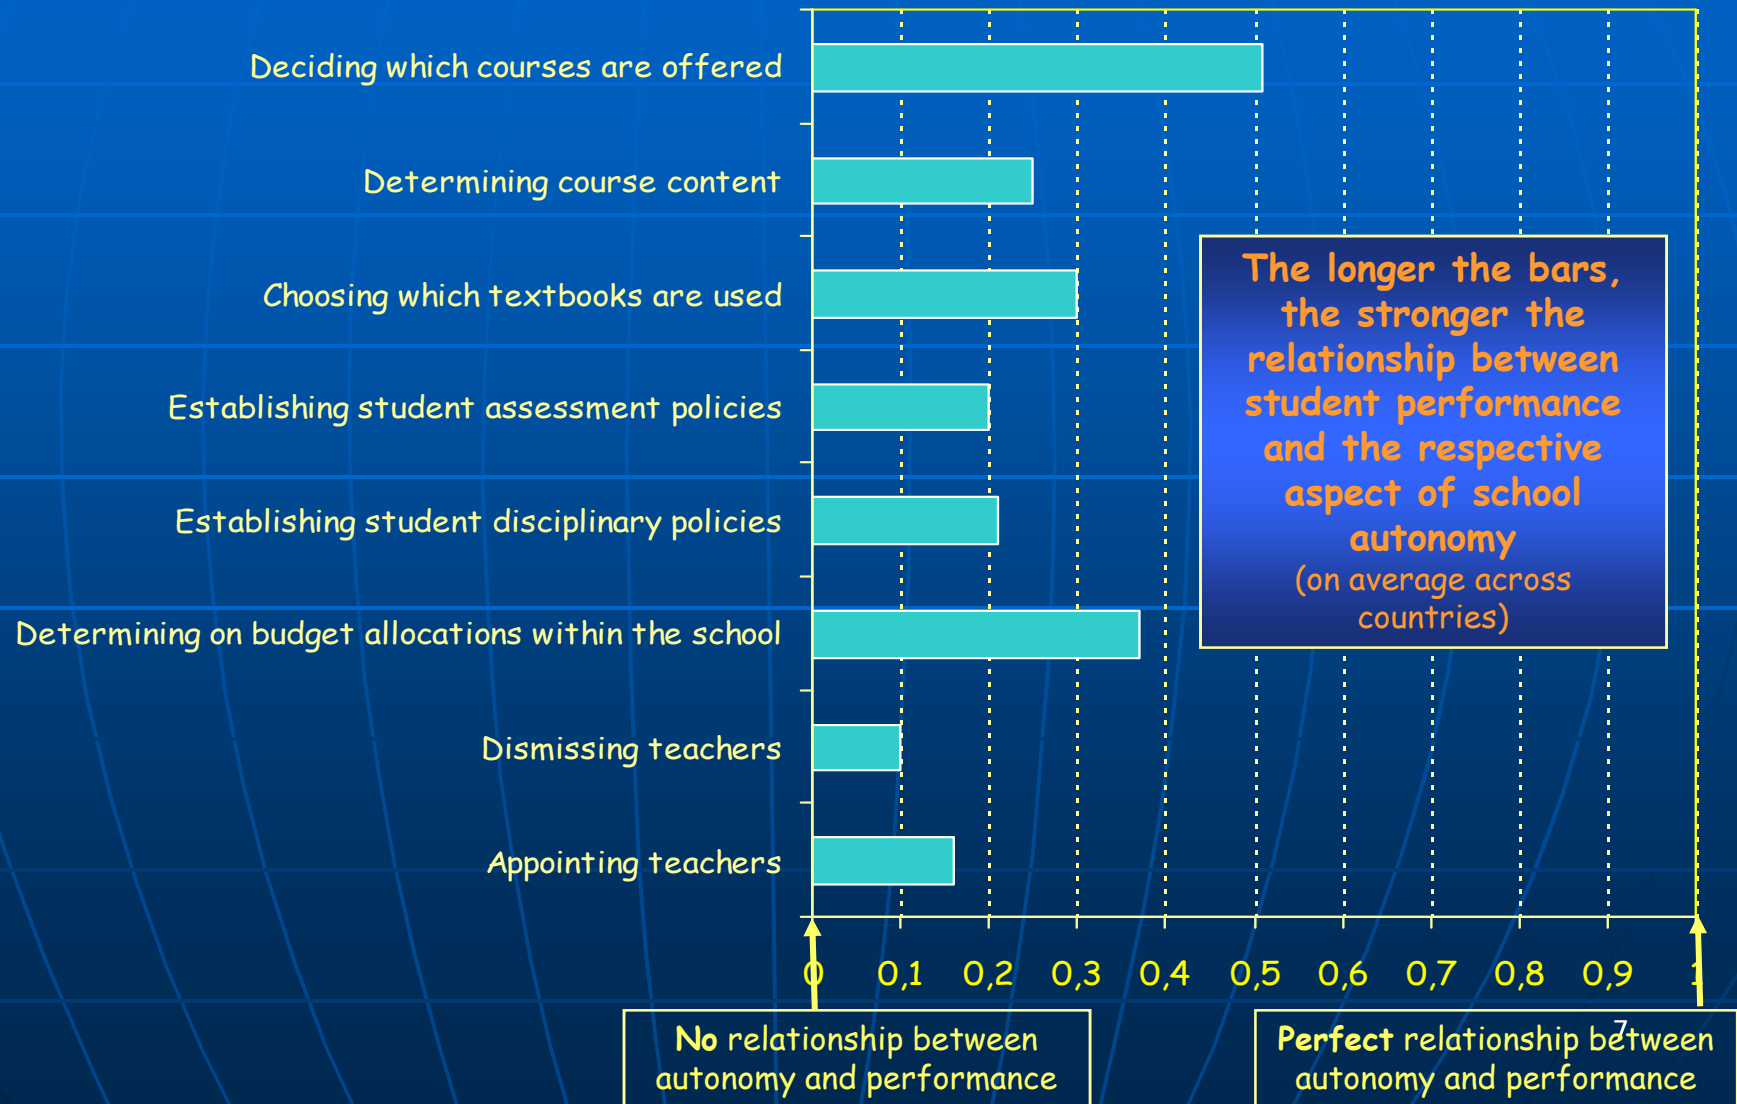 Deciding which courses are offered
Determining course content
Choosing which textbooks are used
Establishing student assessment policies
Establishing student disciplinary policies
Determining on budget allocations within the school
Dismissing teachers
Appointing teachers
The longer the bars,
the stronger the
relationship between
student performance
and the respective
aspect of school
autonomy
(on average across
countries)
0 0,1 0,2 0,3 0,4 0,5 0,6 0,7 0,8 0,9 1
No relationship between
autonomy and performance
Perfect relationship between
autonomy and performance
7